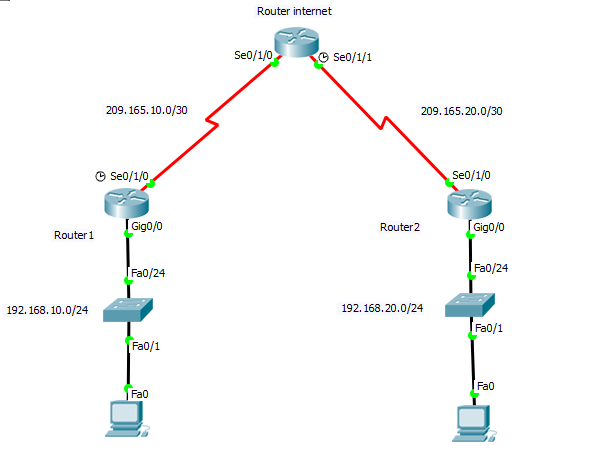 Router internet
Se0/1/0
Se0/1/1
209.165.10.0/30
209.165.20.0/30
Se0/1/0
Se0/1/0
Gig0/0
Gig0/0
Router1
Router2
Fa0/24
Fa0/24
192.168.10.0/24
192.168.20.0/24
Fa0/1
Fa0/1
Fa0
Fa0